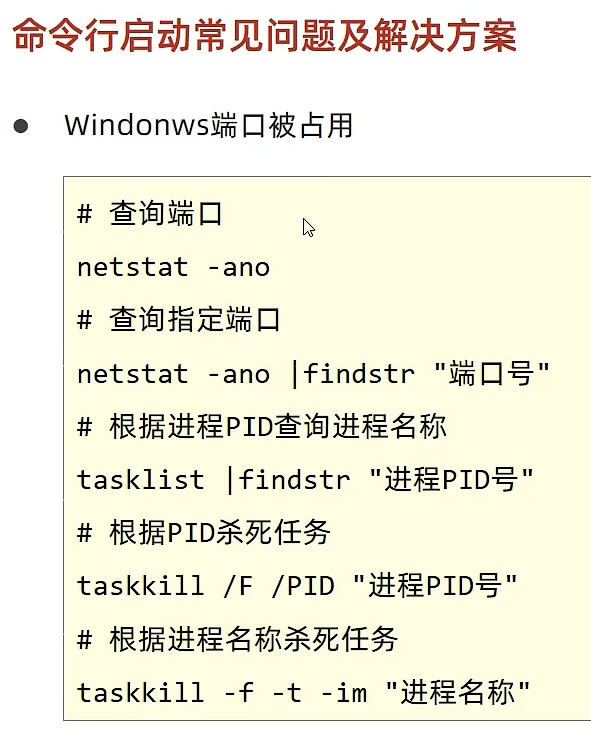 命令行启动常见问题及解决方案
● Windonws端口被占用
# 查询端口
netstat -ano
# 查询指定端口
netstat -ano |findstr "端口号"
# 根据进程PID查询进程名称
tasklist |findstr "进程PID号"
# 根据PID杀死任务
taskkill /F /PID "进程PID号"
# 根据进程名称杀死任务
taskkill -f -t -im "进程名称"